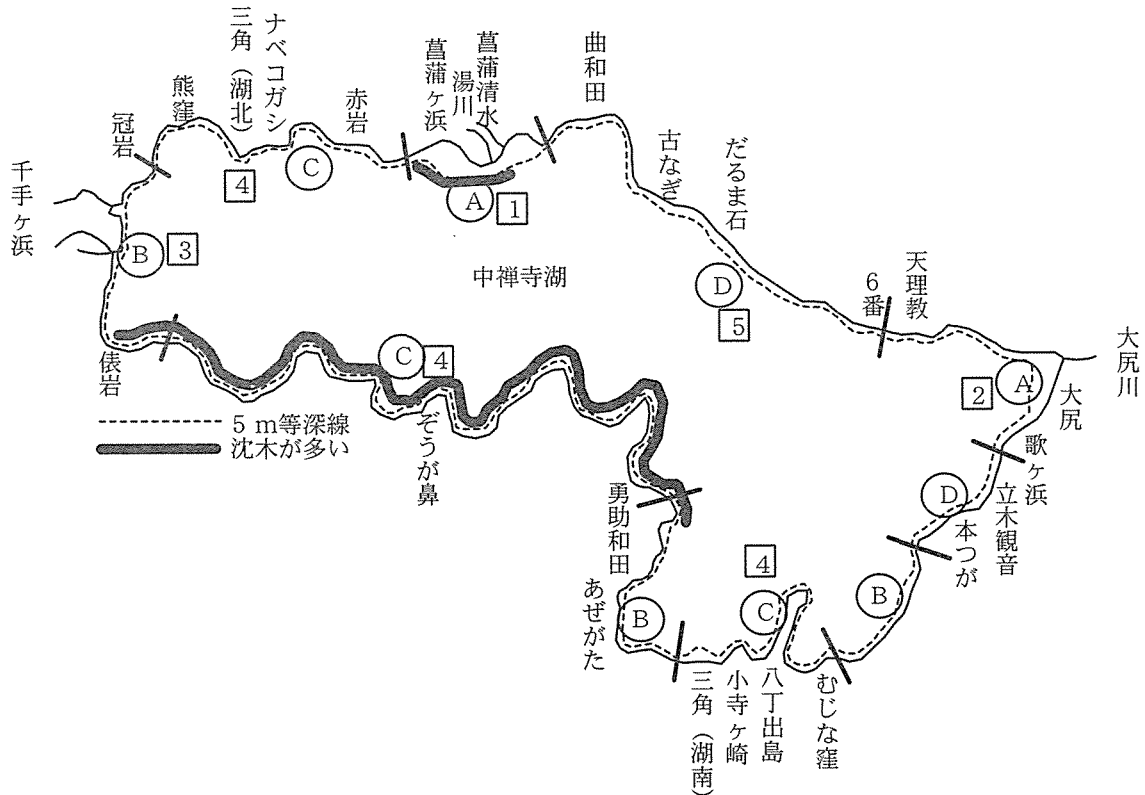 千手ヶ浜
冠岩
熊窪
三角（湖北）
ナベコガシ
赤岩
菖蒲ヶ浜
湯川
菖蒲清水
曲和田
古なぎ
だるま石
6番
天理教
大尻川
大尻
歌ヶ浜
立木観音
本つが
むじな窪
八丁出島
小寺ヶ崎
三角（湖南）
あぜがた
勇助和田
ぞうが鼻
俵岩
中禅寺湖
5 m等深線
沈木が多い
4
C
A
1
B
3
D
5
C
4
A
2
D
4
B
C
B